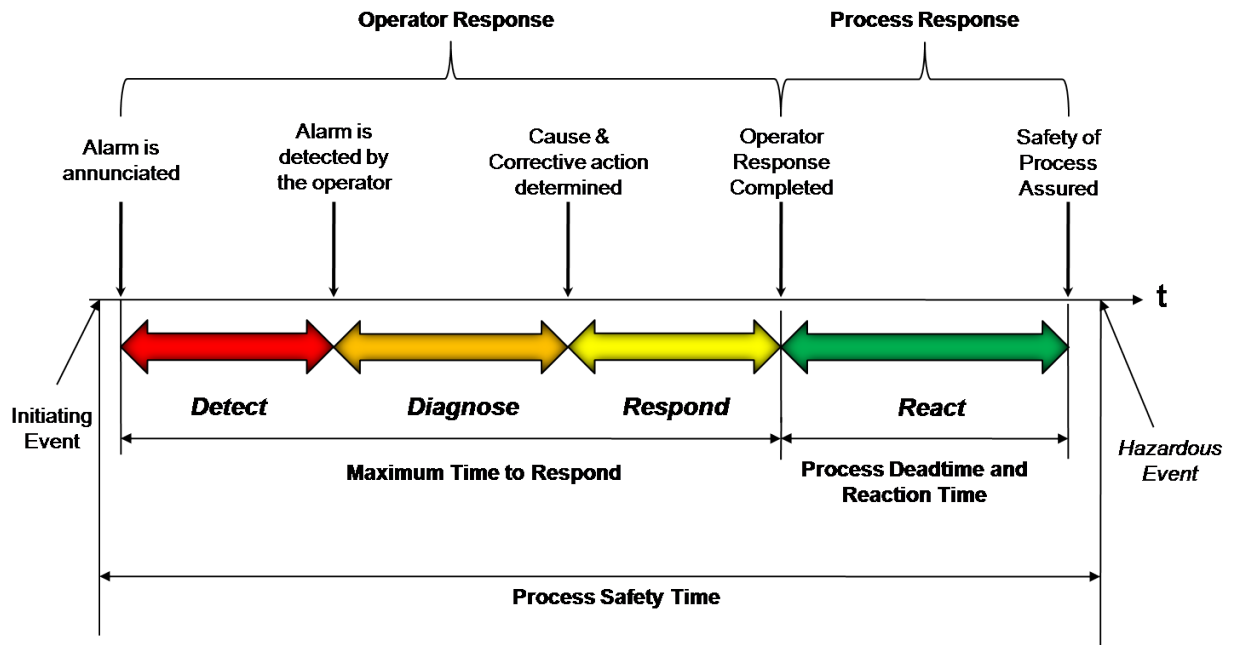 Operator Response
Process Response
Alarm is
annunciated
Alarm is
detected by
the operator
Cause &
Corrective action
determined
Operator
Response
Completed
Safety of
Process
Assured
t
Detect
Diagnose
Respond
React
Initiating
Event
Hazardous
Event
Maximum Time to Respond
Process Deadtime and
Reaction Time
Process Safety Time